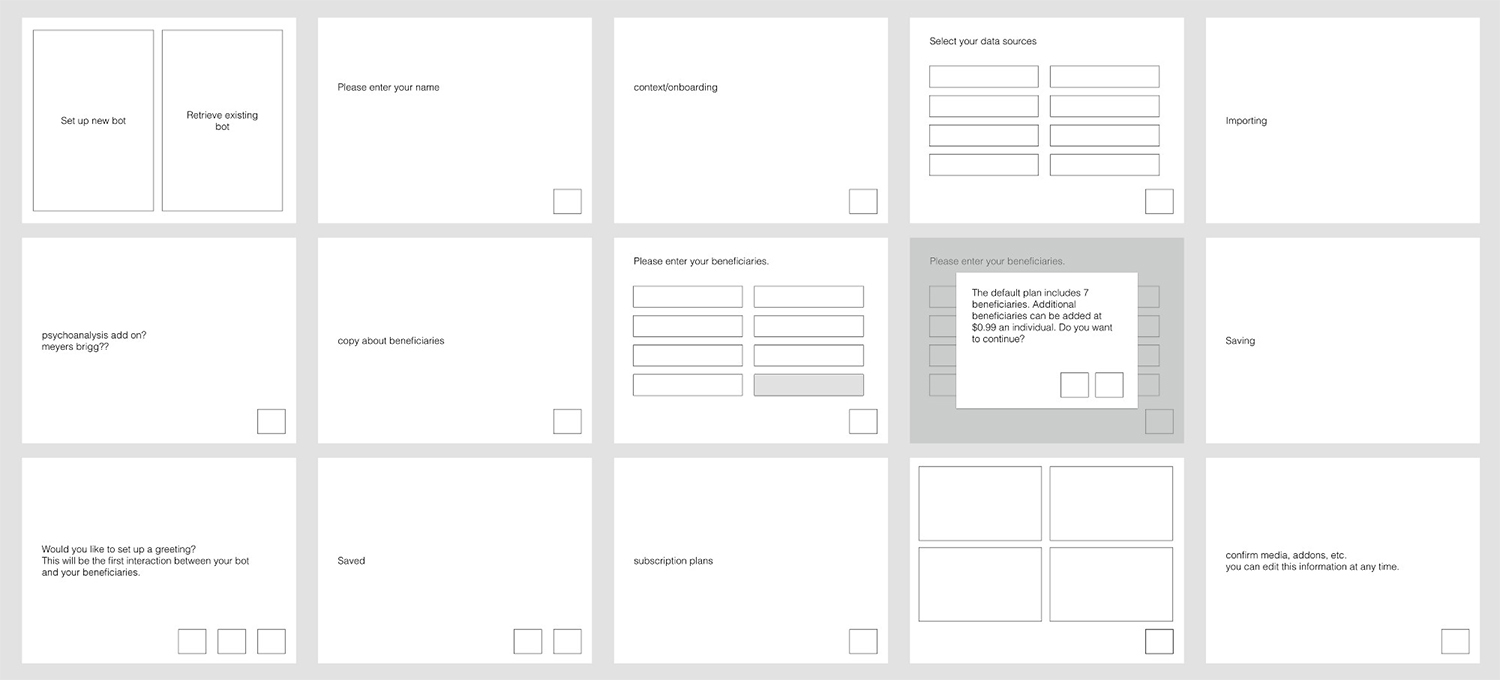 Set up new bot
Retrieve existing
bot
Please enter your name
context/onboarding
Select your data sources
Importing
psychoanalysis add on?
meyers brigg??
copy about beneficiaries
Please enter your beneficiaries.
Please enter your beneficiaries.
The default plan includes 7
beneficiaries. Additional
beneficiaries can be added at
$0.99 an individual. Do you want
to continue?
Saving
Would you like to set up a greeting?
This will be the first interaction between your bot
and your beneficiaries.
Saved
subscription plans
confirm media, addons, etc.
you can edit this information at any time.